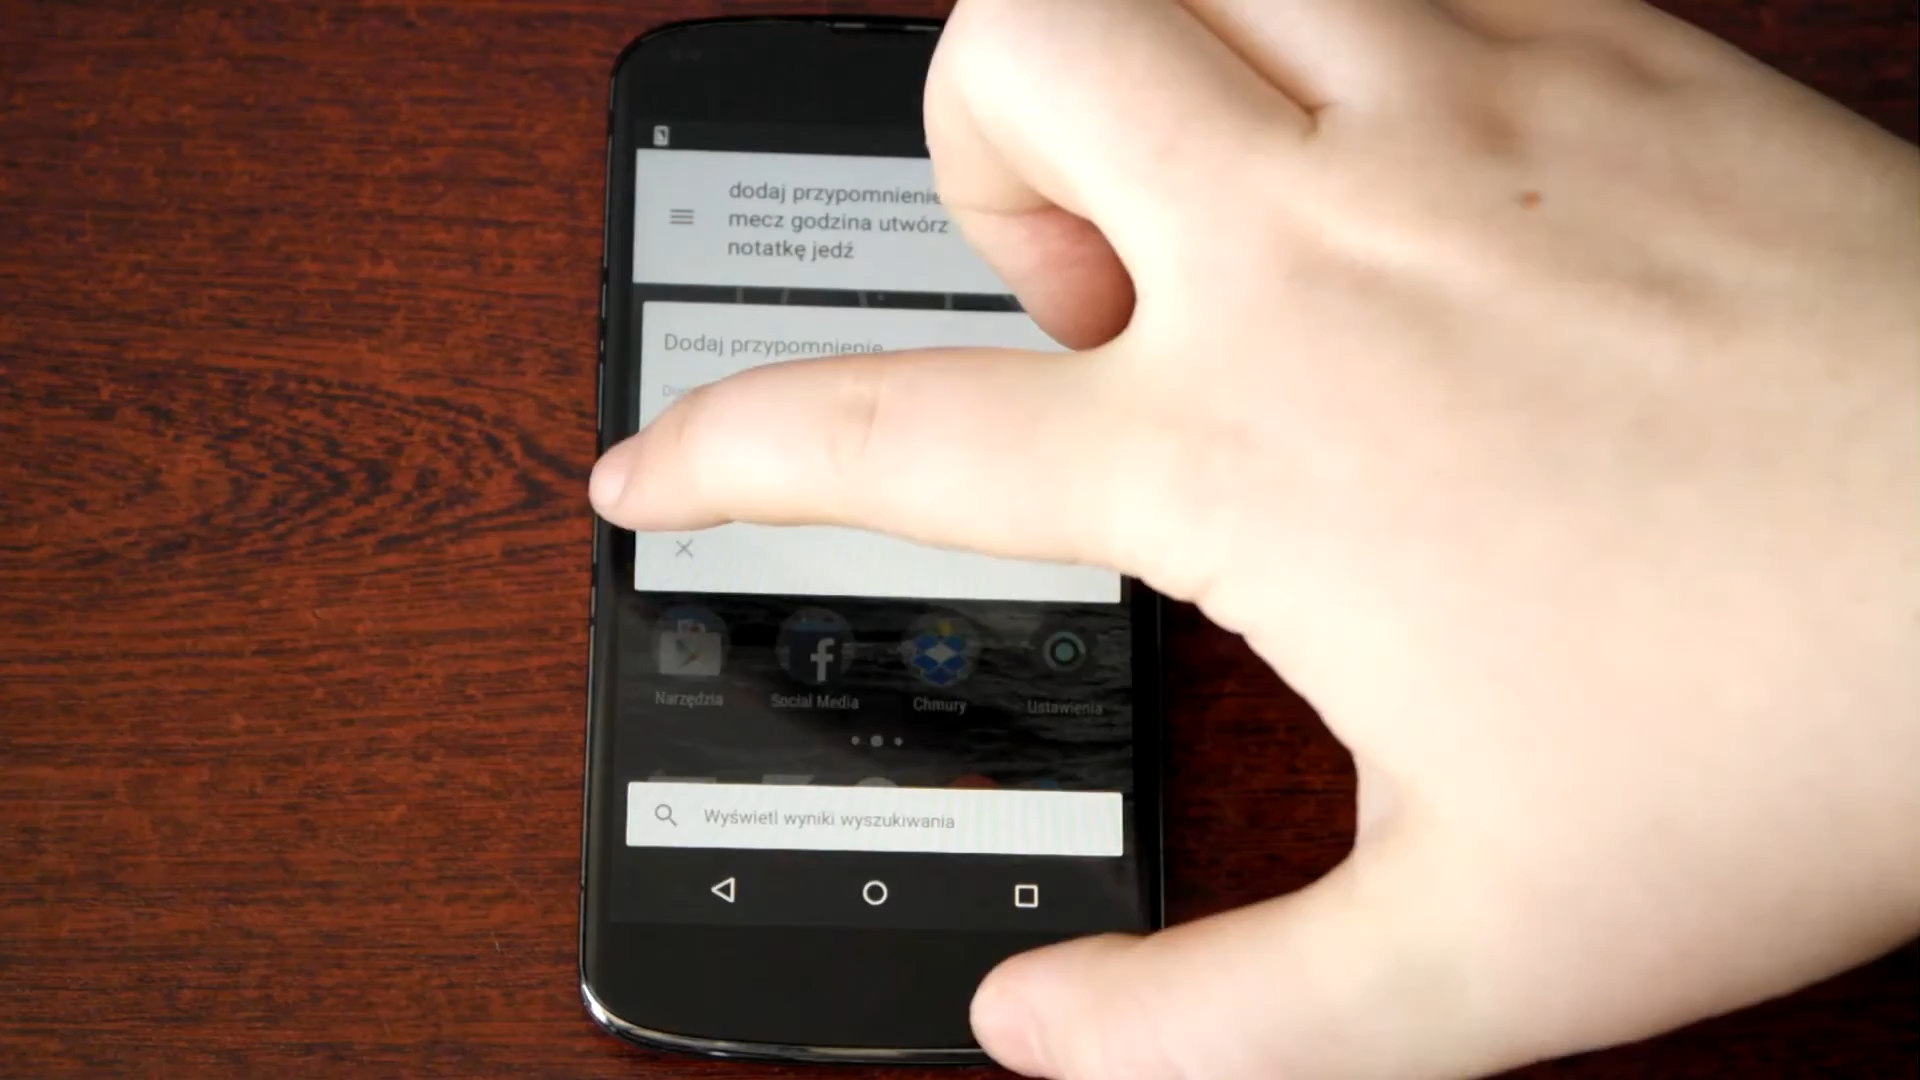 dodaj przypomnienie
mecz godzina utwórz
notatkę jedź
Dodaj przypomnienie
Narzędzia
Social Media
Chmury
Ustawienia
Wyświetl wyniki wyszukiwania